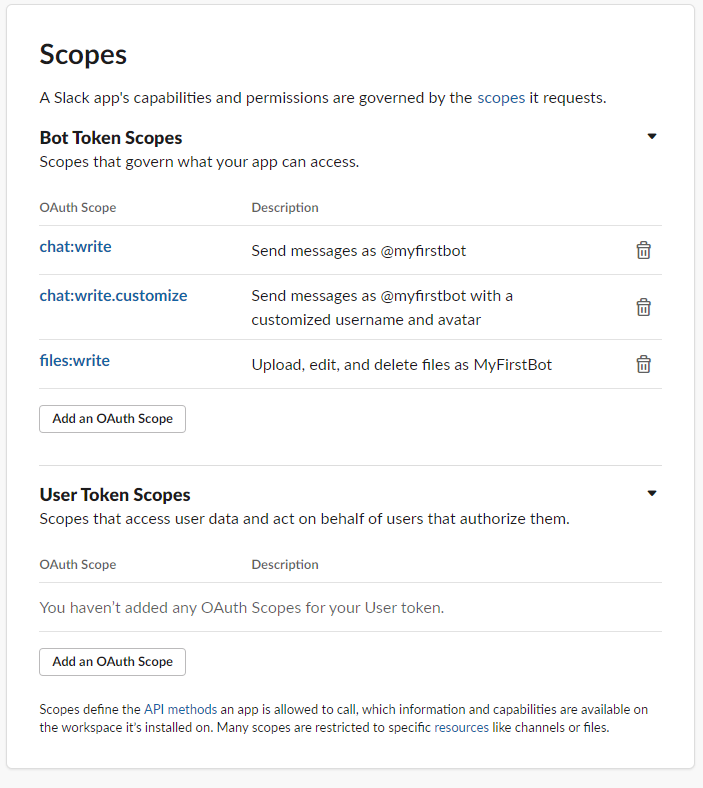 Scopes
A Slack app's capabilities and permissions are governed by the scopes it requests.
Bot Token Scopes
Scopes that govern what your app can access.
OAuth Scope Description
chat:write Send messages as @myfirstbot
chat:write.customize Send messages as @myfirstbot with a
customized username and avatar
files:write Upload, edit, and delete files as MyFirstBot
Add an OAuth Scope
User Token Scopes
Scopes that access user data and act on behalf of users that authorize them.
OAuth Scope Description
You haven’t added any OAuth Scopes for your User token.
Add an OAuth Scope
Scopes define the API methods an app is allowed to call, which information and capabilities are available on
the workspace it’s installed on. Many scopes are restricted to specific resources like channels or files.